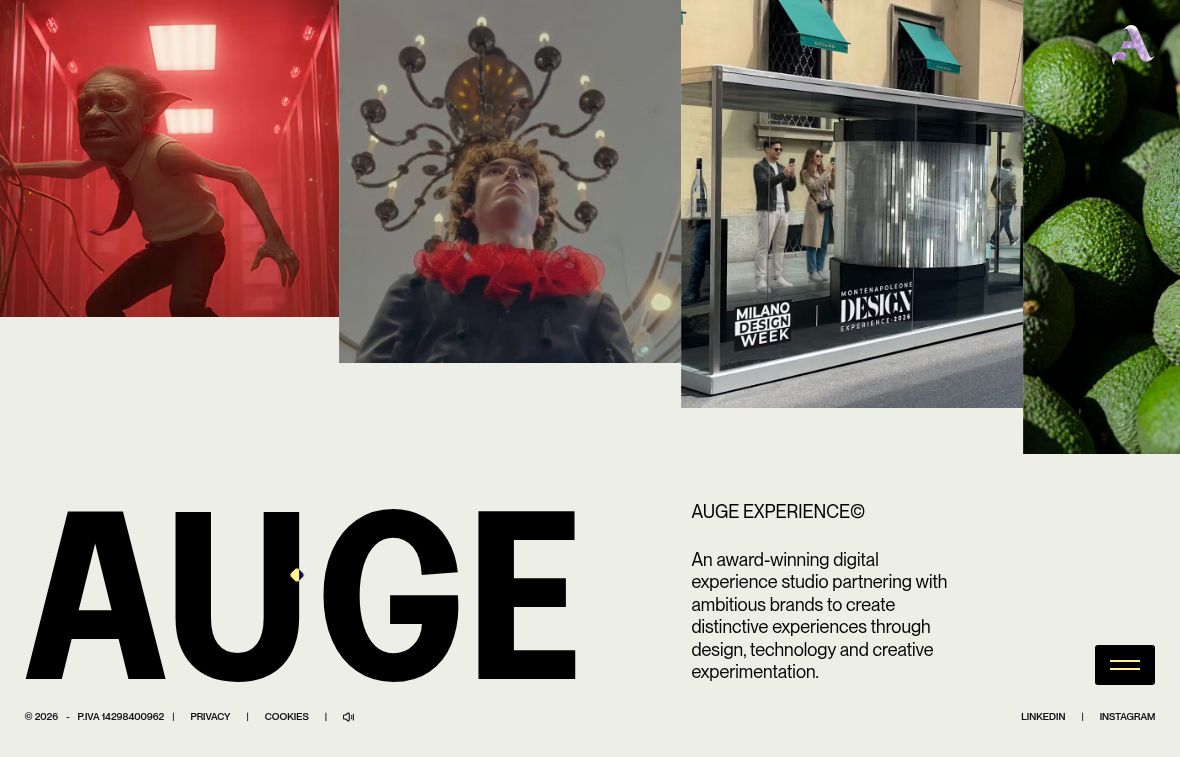 MILANO
DESIGN
WEEK
MONTENAPOLEONE
DESIGN
EXPERIENCE•2026
AUGE
AUGE EXPERIENCE©
An award-winning digital
experience studio partnering with
ambitious brands to create
distinctive experiences through
design, technology and creative
experimentation.
© 2026 - P.IVA 14298400962 | PRIVACY | COOKIES |
LINKEDIN | INSTAGRAM